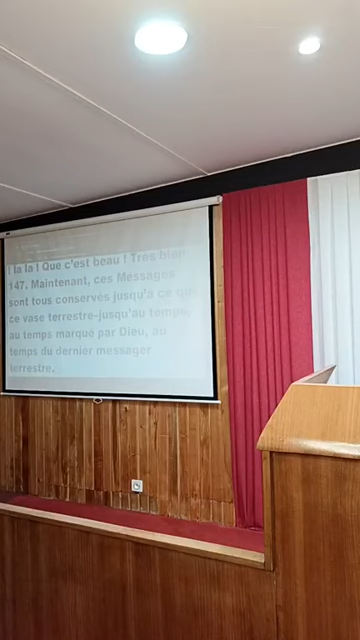 ! la la ! Que c'est beau ! Très bien.
147. Maintenant, ces Messages
sont tous conservés jusqu'à ce que
ce vase terrestre-jusqu'au temps,
au temps marqué par Dieu, au
temps du dernier messager
terrestre.